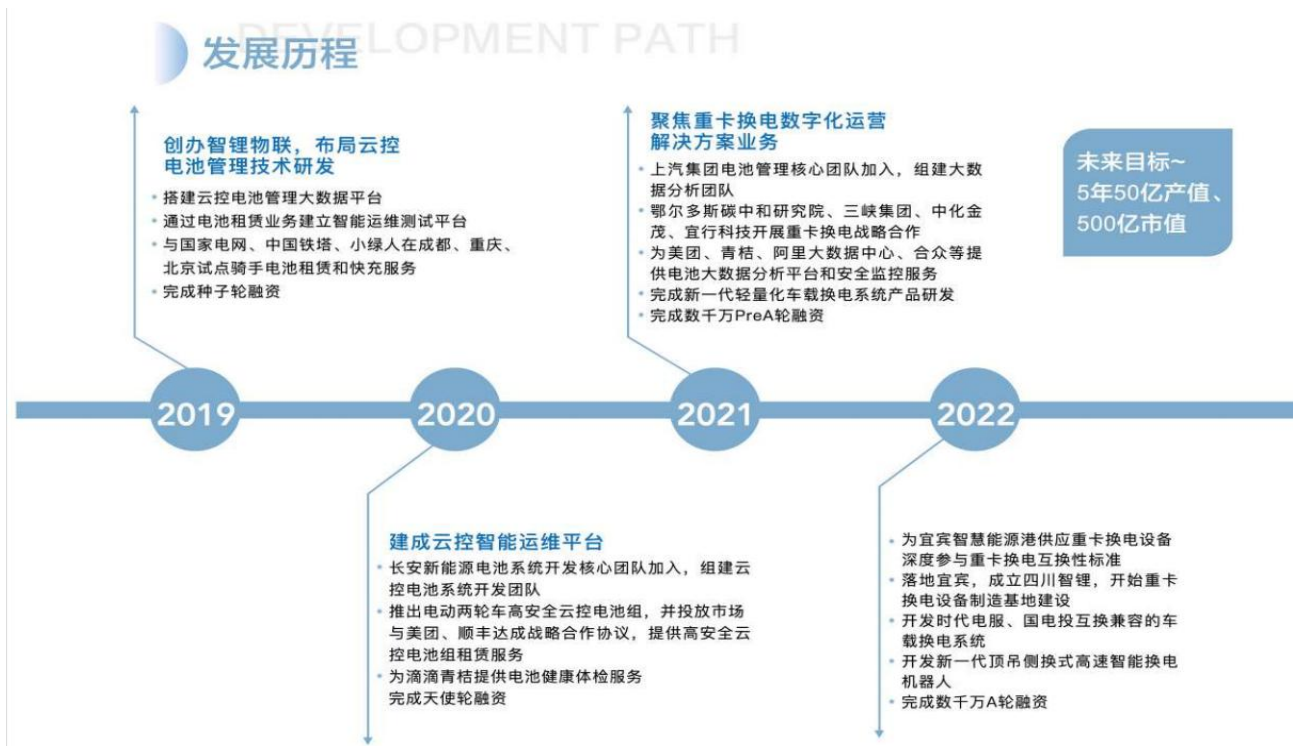 DEVELOPMENT PATH
发展历程
创办智锂物联，布局云控
电池管理技术研发
• 搭建云控电池管理大数据平台
• 通过电池租赁业务建立智能运维测试平台
• 与国家电网、中国铁塔、小绿人在成都、重庆、
北京试点骑手电池租赁和快充服务
• 完成种子轮融资
聚焦重卡换电数字化运营
解决方案业务
• 上汽集团电池管理核心团队加入，组建大数
据分析团队
• 鄂尔多斯碳中和研究院、三峡集团、中化金
茂、宜行科技开展重卡换电战略合作
• 为美团、青桔、阿里大数据中心、合众等提
供电池大数据分析平台和安全监控服务
• 完成新一代轻量化车载换电系统产品研发
• 完成数千万PreA轮融资
未来目标~
5年50亿产值、
500亿市值
2019
2020
2021
2022
建成云控智能运维平台
• 长安新能源电池系统开发核心团队加入，组建云
控电池系统开发团队
• 推出电动两轮车高安全云控电池组，并投放市场
• 与美团、顺丰达成战略合作协议，提供高安全云
控电池组租赁服务
• 为滴滴青桔提供电池健康体检服务
完成天使轮融资
• 为宜宾智慧能源港供应重卡换电设备
深度参与重卡换电互换性标准
• 落地宜宾，成立四川智锂，开始重卡
换电设备制造基地建设
• 开发时代电服、国电投互换兼容的车
载换电系统
• 开发新一代顶吊侧换式高速智能换电
机器人
• 完成数千万A轮融资